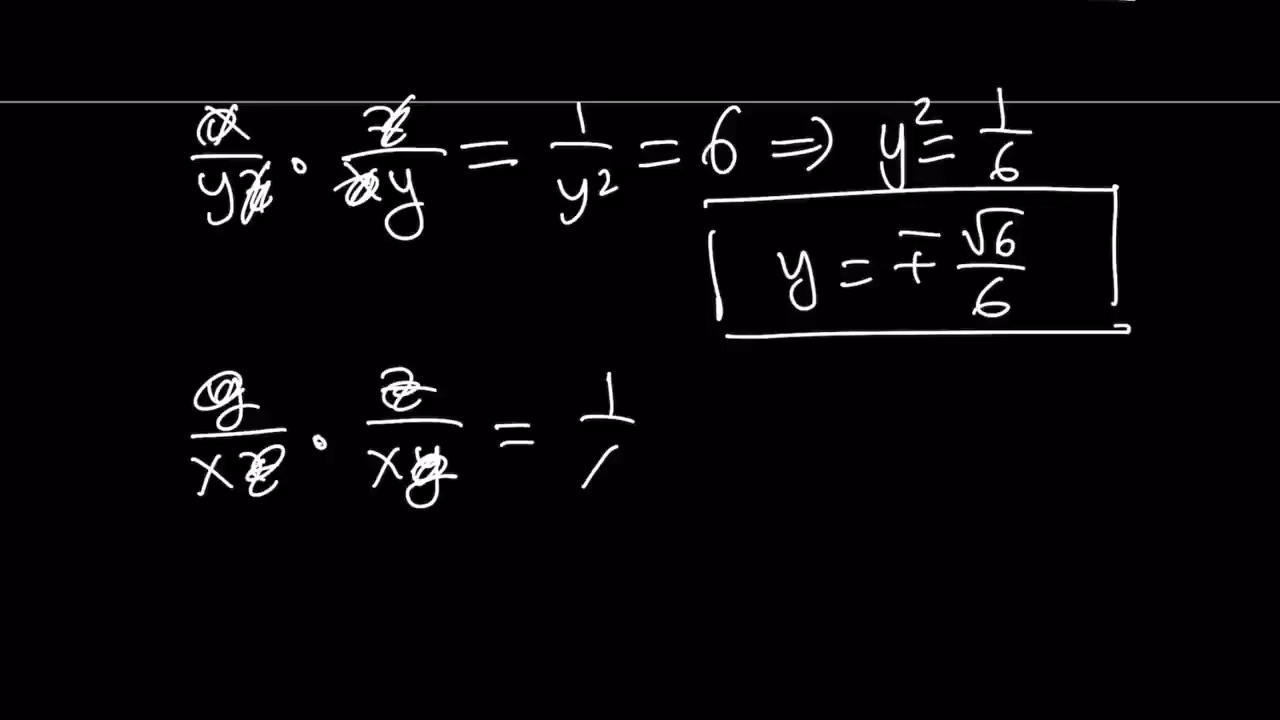 x/yz · z/xy = 1/y² = 6 ⇒ y² = 1/6
y = ∓ √6/6
y/xz · z/xy = 1/